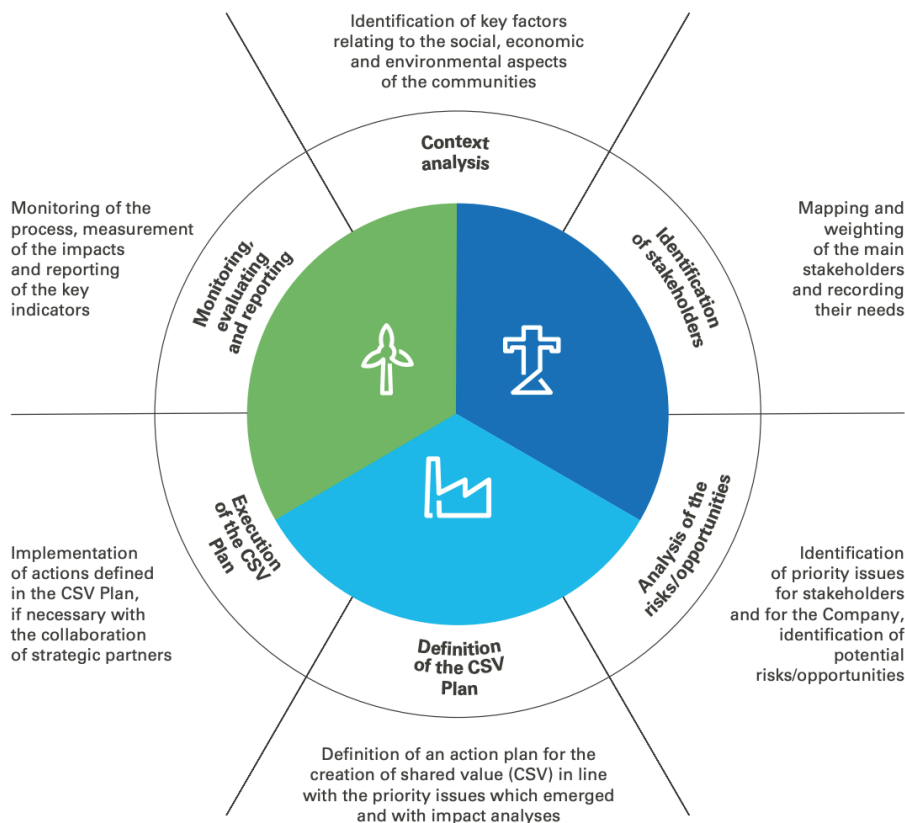 Identification of key factors
relating to the social, economic
and environmental aspects
of the communities
Context
analysis
Identification
of stakeholders
Mapping and
weighting
of the main
stakeholders
and recording
their needs
Analysis of the
risks/opportunities
Identification
of priority issues
for stakeholders
and for the Company,
identification of
potential
risks/opportunities
Definition
of the CSV
Plan
Definition of an action plan for the
creation of shared value (CSV) in line
with the priority issues which emerged
and with impact analyses
Execution
of the CSV
Plan
Implementation
of actions defined
in the CSV Plan,
if necessary with
the collaboration
of strategic partners
Monitoring,
evaluating
and reporting
Monitoring of the
process, measurement
of the impacts
and reporting
of the key
indicators